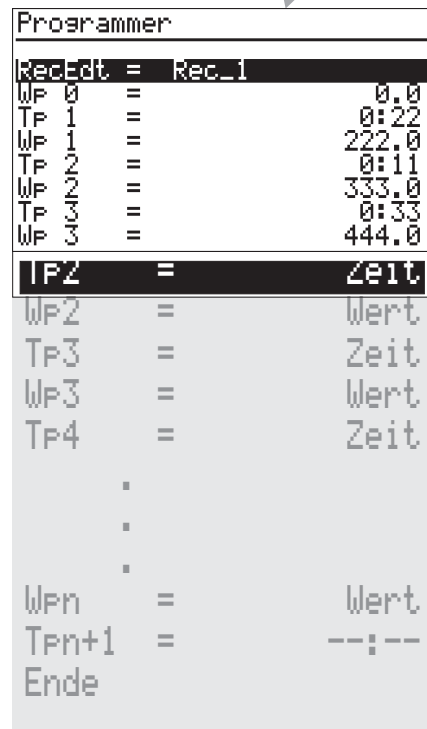 Programmer
RecEdt = Rec_1
Wp 0 = 0.0
Tp 1 = 0:22
Wp 1 = 222.0
Tp 2 = 0:11
Wp 2 = 333.0
Tp 3 = 0:33
Wp 3 = 444.0
Tp2 = Zeit
Wp2 = Wert
Tp3 = Zeit
Wp3 = Wert
Tp4 = Zeit
.
.
.
Wpn = Wert
Tpn+1 = --:--
Ende